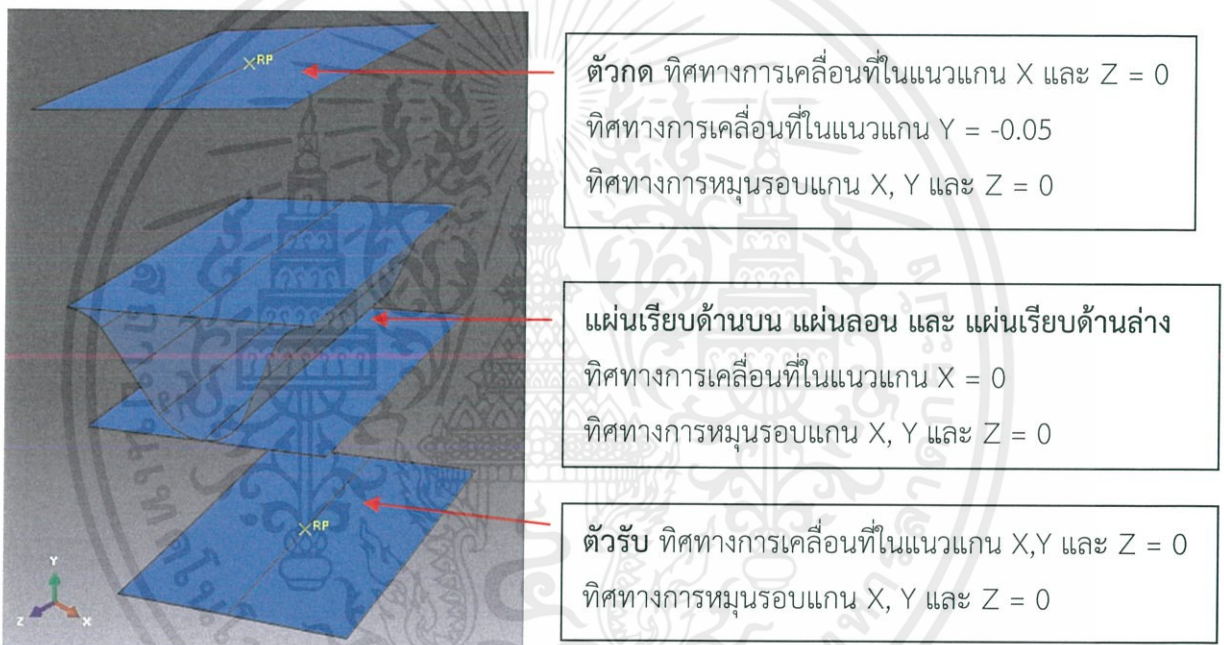 RP
ตัวกด ทิศทางการเคลื่อนที่ในแนวแกน X และ Z = 0
ทิศทางการเคลื่อนที่ในแนวแกน Y = -0.05
ทิศทางการหมุนรอบแกน X, Y และ Z = 0
แผ่นเรียบด้านบน แผ่นลอน และ แผ่นเรียบด้านล่าง
ทิศทางการเคลื่อนที่ในแนวแกน X = 0
ทิศทางการหมุนรอบแกน X, Y และ Z = 0
RP
ตัวรับ ทิศทางการเคลื่อนที่ในแนวแกน X,Y และ Z = 0
ทิศทางการหมุนรอบแกน X, Y และ Z = 0
Y
Z
X